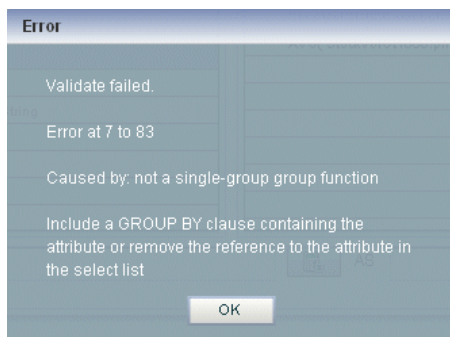 Error
Validate failed.
Error at 7 to 83
Caused by: not a single-group group function
Include a GROUP BY clause containing the
attribute or remove the reference to the attribute in
the select list
AS
OK